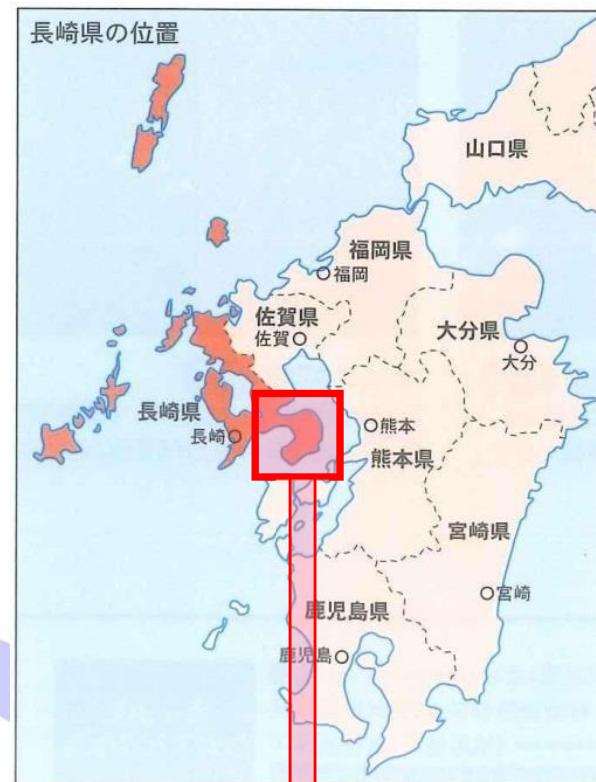 長崎県の位置
山口県
福岡県
福岡
佐賀県
佐賀
大分県
大分
長崎県
長崎
熊本
熊本県
宮崎県
宮崎
鹿児島県
鹿児島